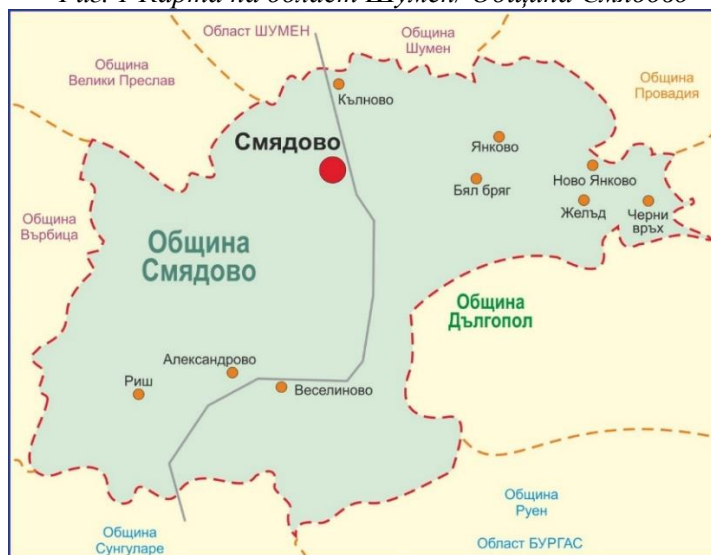 Фиг. 1 Карта на област Шумен/ Община Смядово
Област ШУМЕН
Община
Шумен
Община
Велики Преслав
Община
Провадия
Кълново
Смядово
Янково
Ново Янково
Бял бряг
Желъд
Черни
връх
Община
Върбица
Община
Смядово
Община
Дългопол
Александрово
Риш
Веселиново
Община
Руен
Община
Сунгуларе
Област БУРГАС